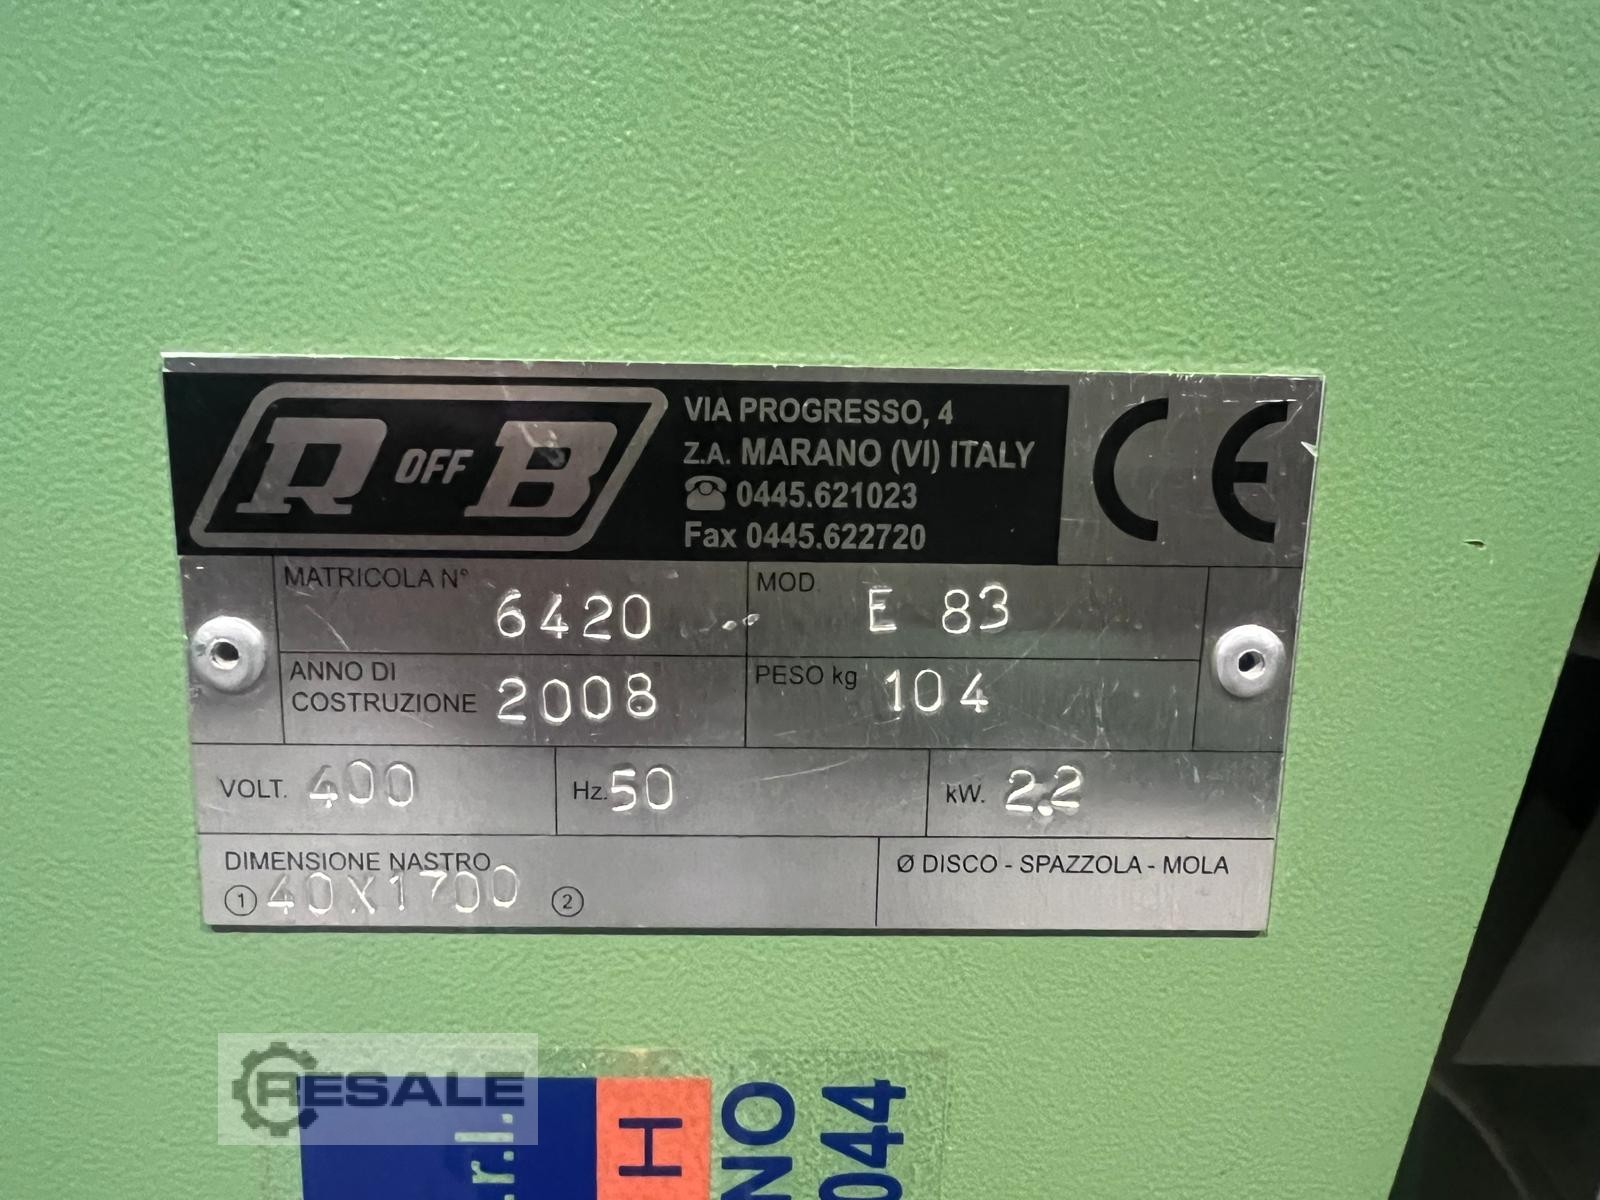 R OFF B
VIA PROGRESSO, 4
Z.A. MARANO (VI) ITALY
0445.621023
Fax 0445.622720
CE
MATRICOLA N° 6420
MOD. E 83
ANNO DI
COSTRUZIONE 2008
PESO kg 104
VOLT. 400
Hz. 50
kW. 2.2
DIMENSIONE NASTRO
1 40X1700 2
Ø DISCO - SPAZZOLA - MOLA
RESALE
.r.l.
H
NO
044